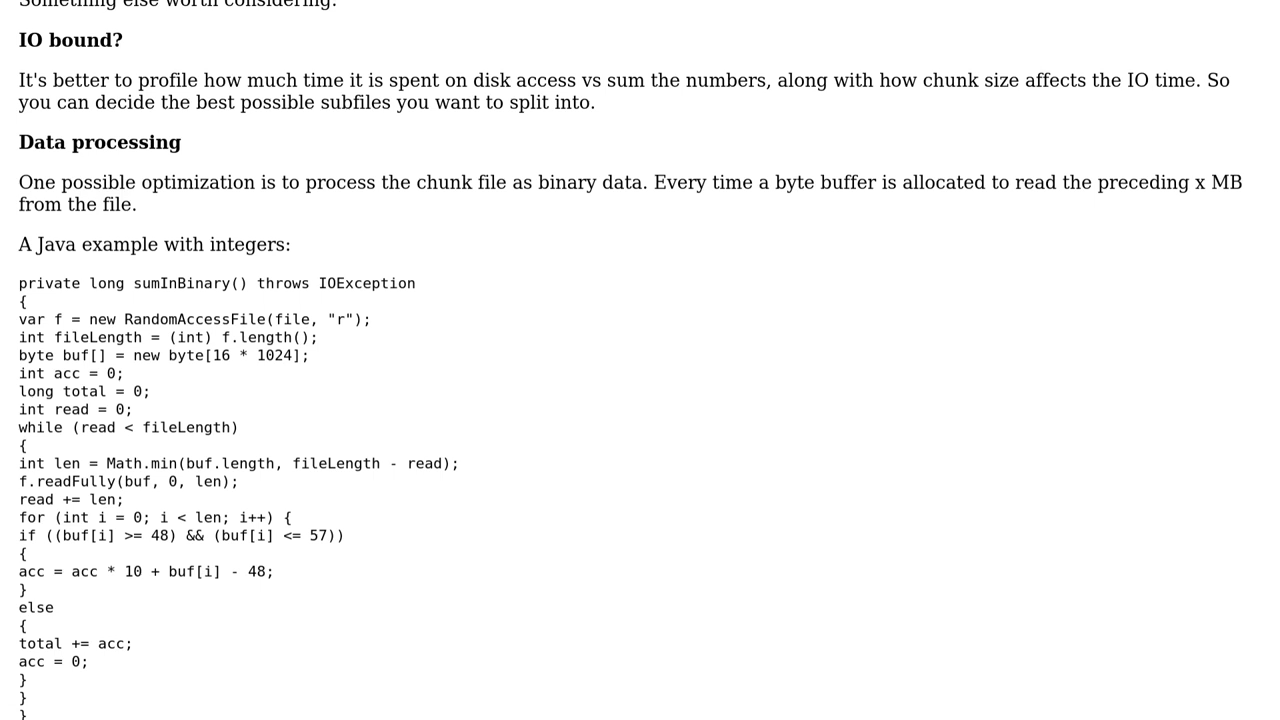 Something else worth considering.
IO bound?
It's better to profile how much time it is spent on disk access vs sum the numbers, along with how chunk size affects the IO time. So
you can decide the best possible subfiles you want to split into.
Data processing
One possible optimization is to process the chunk file as binary data. Every time a byte buffer is allocated to read the preceding x MB
from the file.
A Java example with integers:
private long sumInBinary() throws IOException
{
var f = new RandomAccessFile(file, "r");
int fileLength = (int) f.length();
byte buf[] = new byte[16 * 1024];
int acc = 0;
long total = 0;
int read = 0;
while (read < fileLength)
{
int len = Math.min(buf.length, fileLength - read);
f.readFully(buf, 0, len);
read += len;
for (int i = 0; i < len; i++) {
if ((buf[i] >= 48) && (buf[i] <= 57))
{
acc = acc * 10 + buf[i] - 48;
}
else
{
total += acc;
acc = 0;
}
}
}